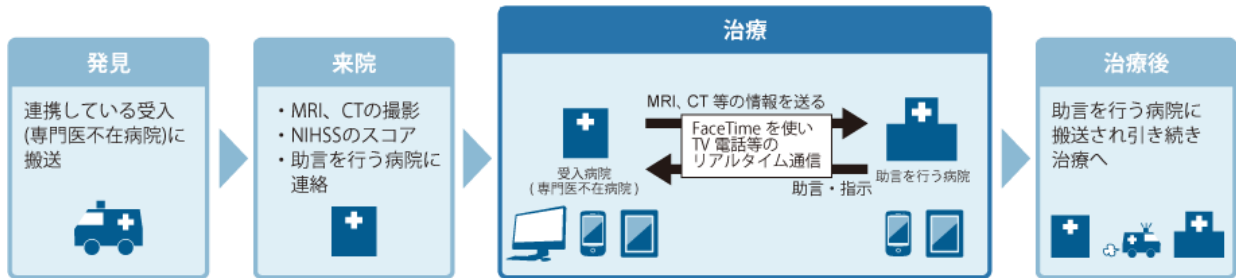 発見
連携している受入
(専門医不在病院)に
搬送
来院
・MRI、CTの撮影
・NIHSSのスコア
・助言を行う病院に
連絡
治療
MRI、CT 等の情報を送る
FaceTime を使い
TV 電話等の
リアルタイム通信
助言・指示
受入病院
( 専門医不在病院 )
助言を行う病院
治療後
助言を行う病院に
搬送され引き続き
治療へ